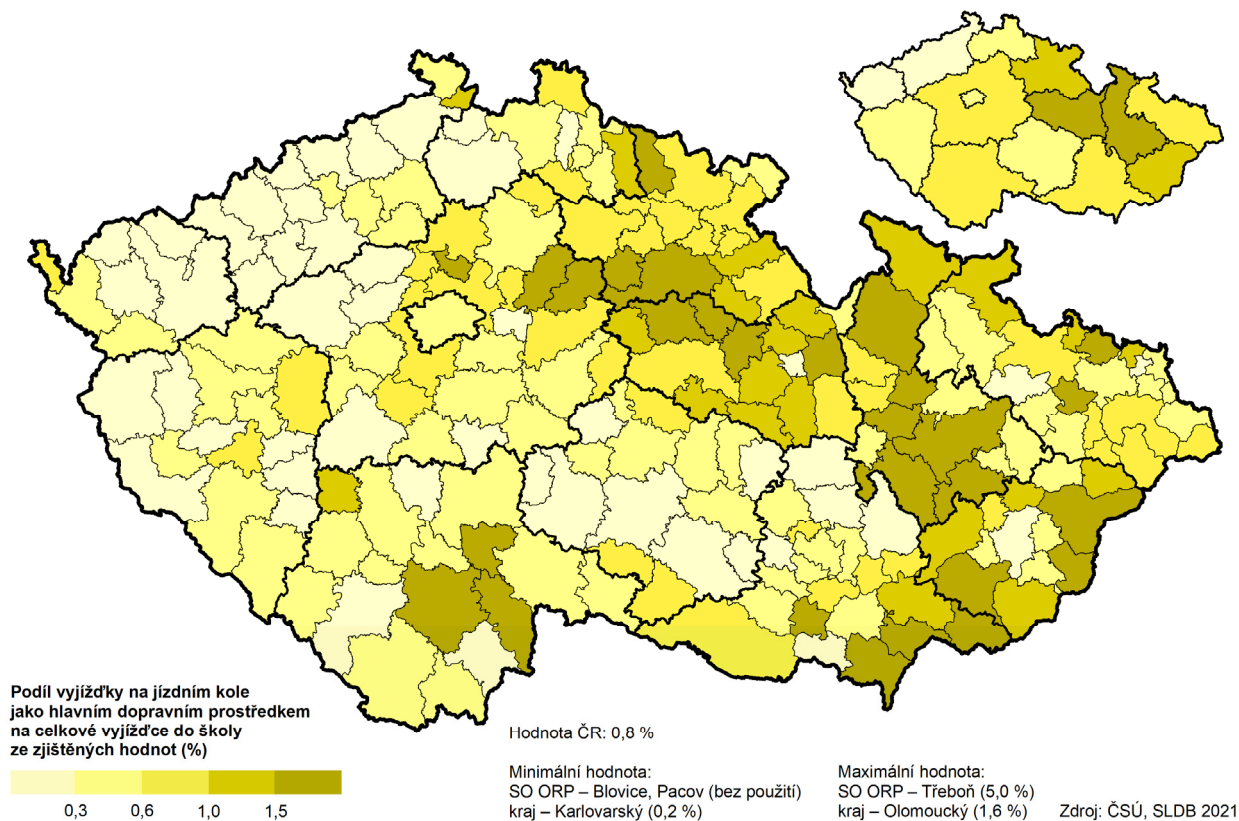 Podíl vyjížďky na jízdním kole
jako hlavním dopravním prostředkem
na celkové vyjížďce do školy
ze zjištěných hodnot (%)
0,3 0,6 1,0 1,5
Hodnota ČR: 0,8 %
Minimální hodnota:
SO ORP – Blovice, Pacov (bez použití)
kraj – Karlovarský (0,2 %)
Maximální hodnota:
SO ORP – Třeboň (5,0 %)
kraj – Olomoucký (1,6 %)
Zdroj: ČSÚ, SLDB 2021